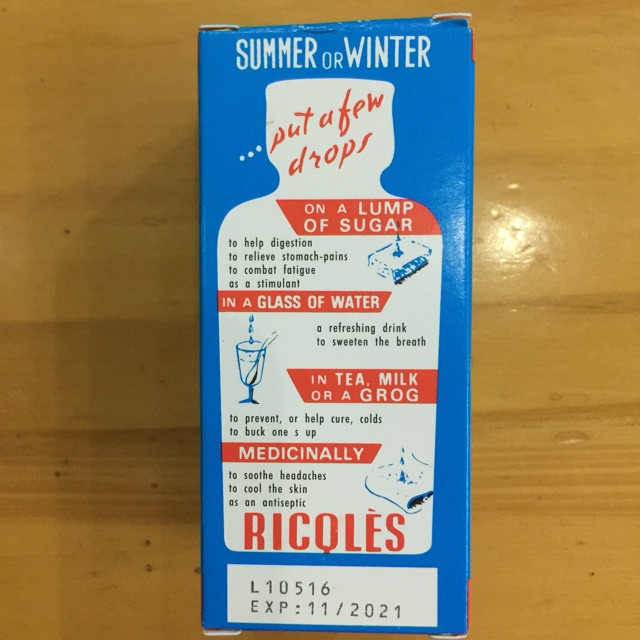 SUMMER OR WINTER
...put a few
drops
ON A LUMP
OF SUGAR
to help digestion
to relieve stomach-pains
to combat fatigue
as a stimulant
IN A GLASS OF WATER
a refreshing drink
to sweeten the breath
IN TEA, MILK
OR A GROG
to prevent, or help cure, colds
to buck one s up
MEDICINALLY
to soothe headaches
to cool the skin
as an antiseptic
RICQLÈS
L10516
EXP:11/2021